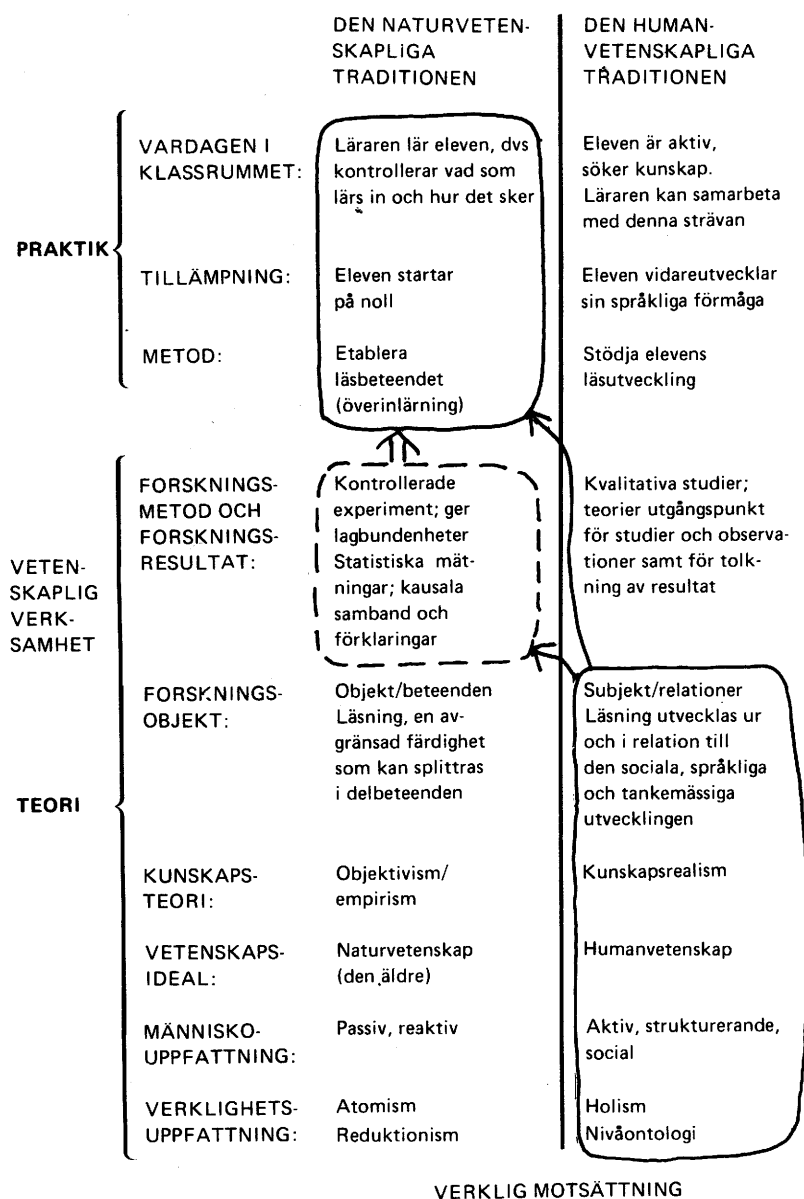 DEN NATURVETEN-
SKAPLIGA
TRADITIONEN
DEN HUMAN-
VETENSKAPLIGA
TRADITIONEN
PRAKTIK
VARDAGEN I
KLASSRUMMET:
Läraren lär eleven, dvs
kontrollerar vad som
lärs in och hur det sker
Eleven är aktiv,
söker kunskap.
Läraren kan samarbeta
med denna strävan
TILLÄMPNING:
Eleven startar
på noll
Eleven vidareutvecklar
sin språkliga förmåga
METOD:
Etablera
läsbeteendet
(överinlärning)
Stödja elevens
läsutveckling
VETEN-
SKAPLIG
VERK-
SAMHET
FORSKNINGS-
METOD OCH
FORSKNINGS-
RESULTAT:
Kontrollerade
experiment; ger
lagbundenheter
Statistiska mät-
ningar; kausala
samband och
förklaringar
Kvalitativa studier;
teorier utgångspunkt
för studier och observa-
tioner samt för tolk-
ning av resultat
TEORI
FORSKNINGS-
OBJEKT:
Objekt/beteenden
Läsning, en av-
gränsad färdighet
som kan splittras
i delbeteenden
Subjekt/relationer
Läsning utvecklas ur
och i relation till
den sociala, språkliga
och tankemässiga
utvecklingen
KUNSKAPS-
TEORI:
Objektivism/
empirism
Kunskapsrealism
VETENSKAPS-
IDEAL:
Naturvetenskap
(den äldre)
Humanvetenskap
MÄNNISKO-
UPPFATTNING:
Passiv, reaktiv
Aktiv, strukturerande,
social
VERKLIGHETS-
UPPFATTNING:
Atomism
Reduktionism
Holism
Nivåontologi
VERKLIG MOTSÄTTNING